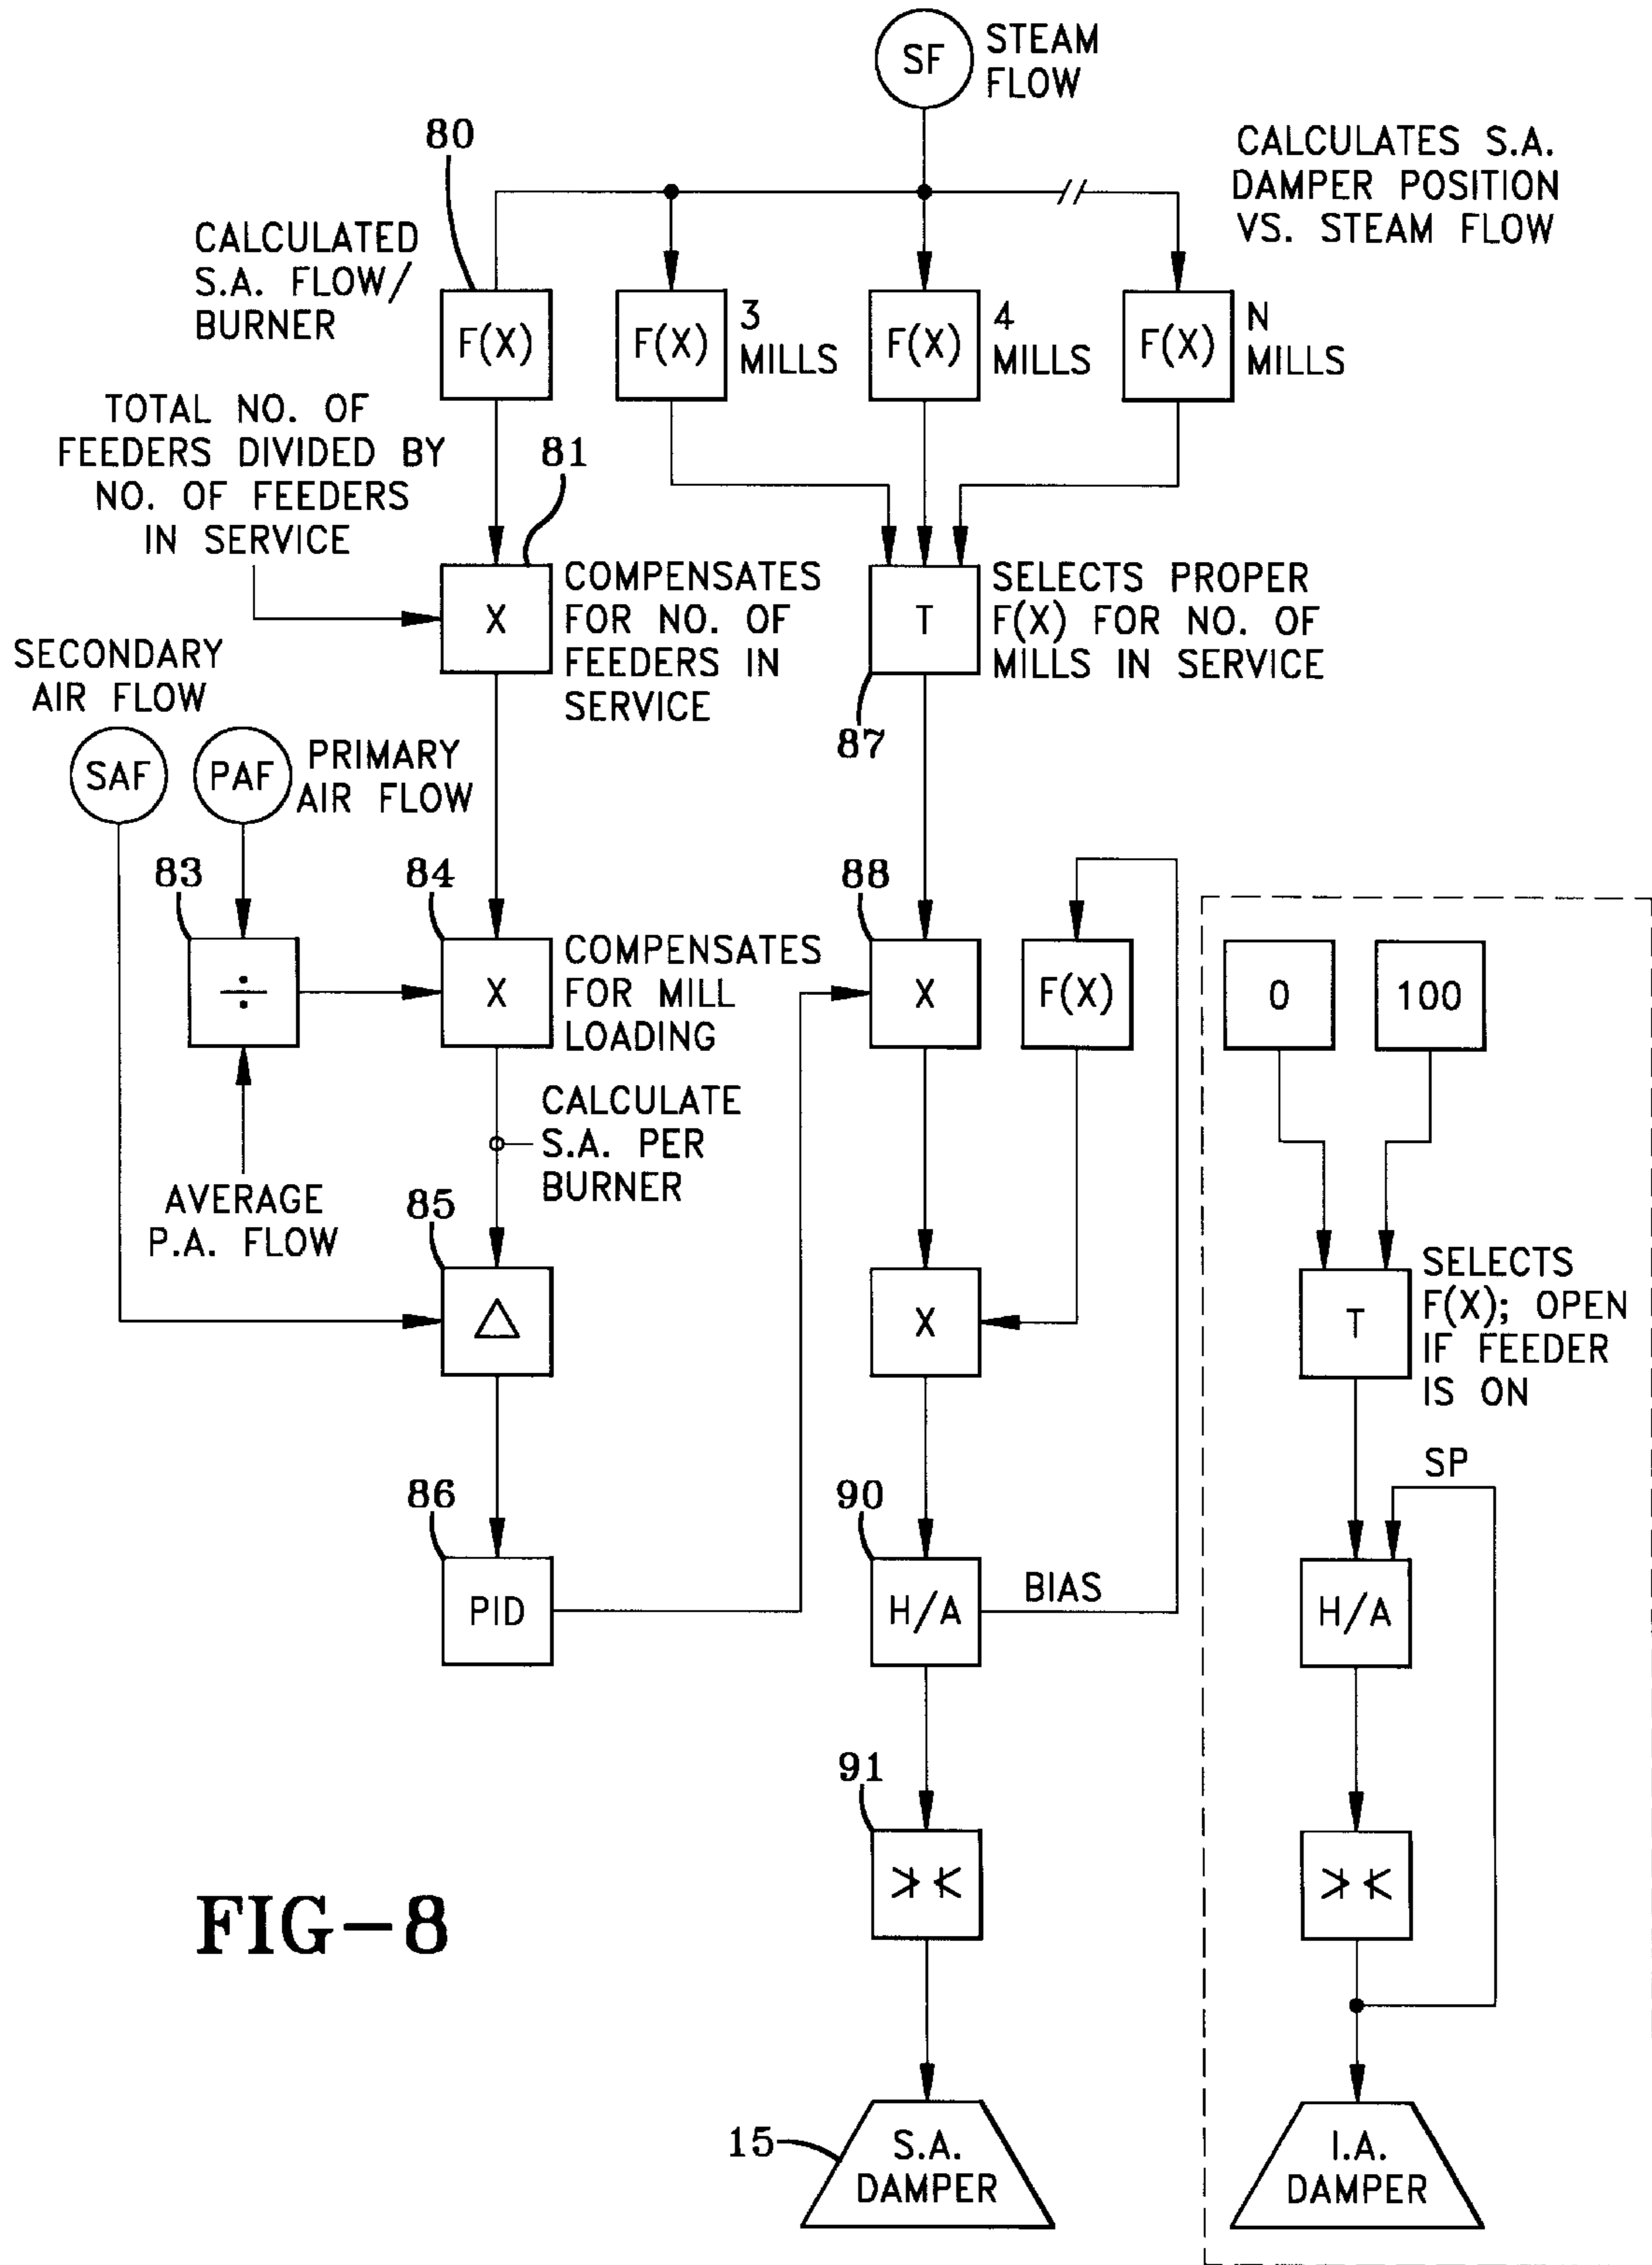 SF
STEAM
FLOW
80
CALCULATES S.A.
DAMPER POSITION
VS. STEAM FLOW
CALCULATED
S.A. FLOW/
BURNER
F(X)
F(X)
3
MILLS
F(X)
4
MILLS
F(X)
N
MILLS
TOTAL NO. OF
FEEDERS DIVIDED BY
NO. OF FEEDERS
IN SERVICE
81
X
COMPENSATES
FOR NO. OF
FEEDERS IN
SERVICE
T
SELECTS PROPER
F(X) FOR NO. OF
MILLS IN SERVICE
87
SECONDARY
AIR FLOW
SAF
PAF
PRIMARY
AIR FLOW
83
÷
84
X
COMPENSATES
FOR MILL
LOADING
88
X
F(X)
0
100
CALCULATE
S.A. PER
BURNER
AVERAGE
P.A. FLOW
85
△
X
T
SELECTS
F(X); OPEN
IF FEEDER
IS ON
SP
86
PID
90
H/A
BIAS
H/A
91
>K
>K
FIG-8
15
S.A.
DAMPER
I.A.
DAMPER